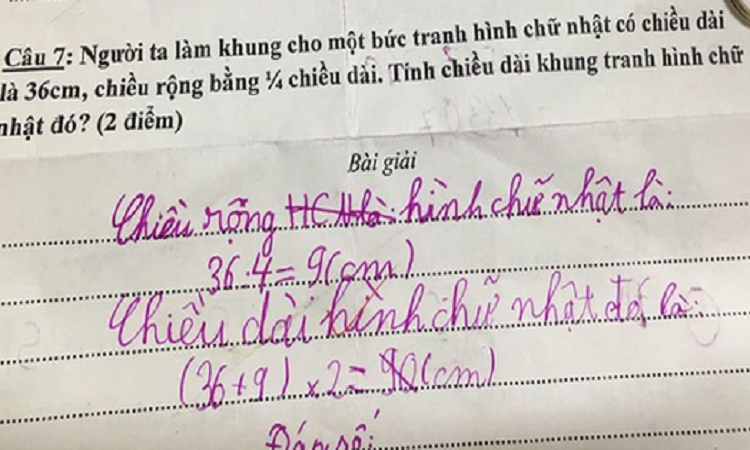 Câu 7: Người ta làm khung cho một bức tranh hình chữ nhật có chiều dài
là 36cm, chiều rộng bằng ¼ chiều dài. Tính chiều dài khung tranh hình chữ
nhật đó? (2 điểm)
Bài giải
Chiều rộng HCN là: hình chữ nhật là:
36:4=9(cm)
Chiều dài hình chữ nhật đó là:
(36+9)×2=90(cm)
Đáp số: